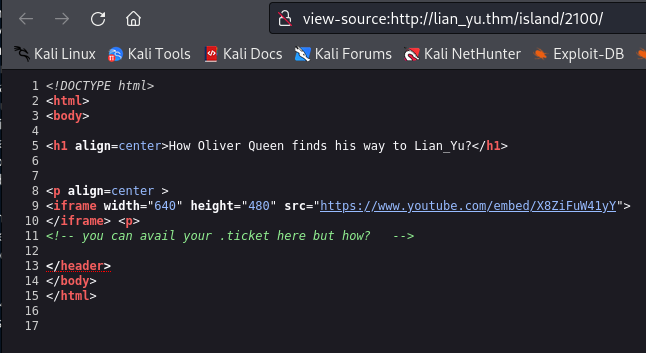 view-source:http://lian_yu.thm/island/2100/
Kali Linux Kali Tools Kali Docs Kali Forums Kali NetHunter Exploit-DB
1 <!DOCTYPE html>
2 <html>
3 <body>
4
5 <h1 align=center>How Oliver Queen finds his way to Lian_Yu?</h1>
6
7
8 <p align=center >
9 <iframe width="640" height="480" src="https://www.youtube.com/embed/X8ZiFuW41yY">
10 </iframe> <p>
11 <!-- you can avail your .ticket here but how?   -->
12
13 </header>
14 </body>
15 </html>
16
17